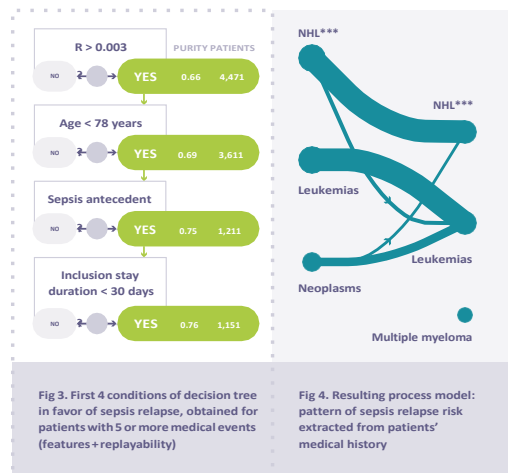 R > 0.003
PURITY PATIENTS
NO
?
YES 0.66 4,471
Age < 78 years
NO
?
YES 0.69 3,611
Sepsis antecedent
NO
?
YES 0.75 1,211
Inclusion stay
duration < 30 days
NO
?
YES 0.76 1,151
Fig 3. First 4 conditions of decision tree
in favor of sepsis relapse, obtained for
patients with 5 or more medical events
(features + replayability)
NHL***
NHL***
Leukemias
Leukemias
Neoplasms
Multiple myeloma
Fig 4. Resulting process model:
pattern of sepsis relapse risk
extracted from patients'
medical history